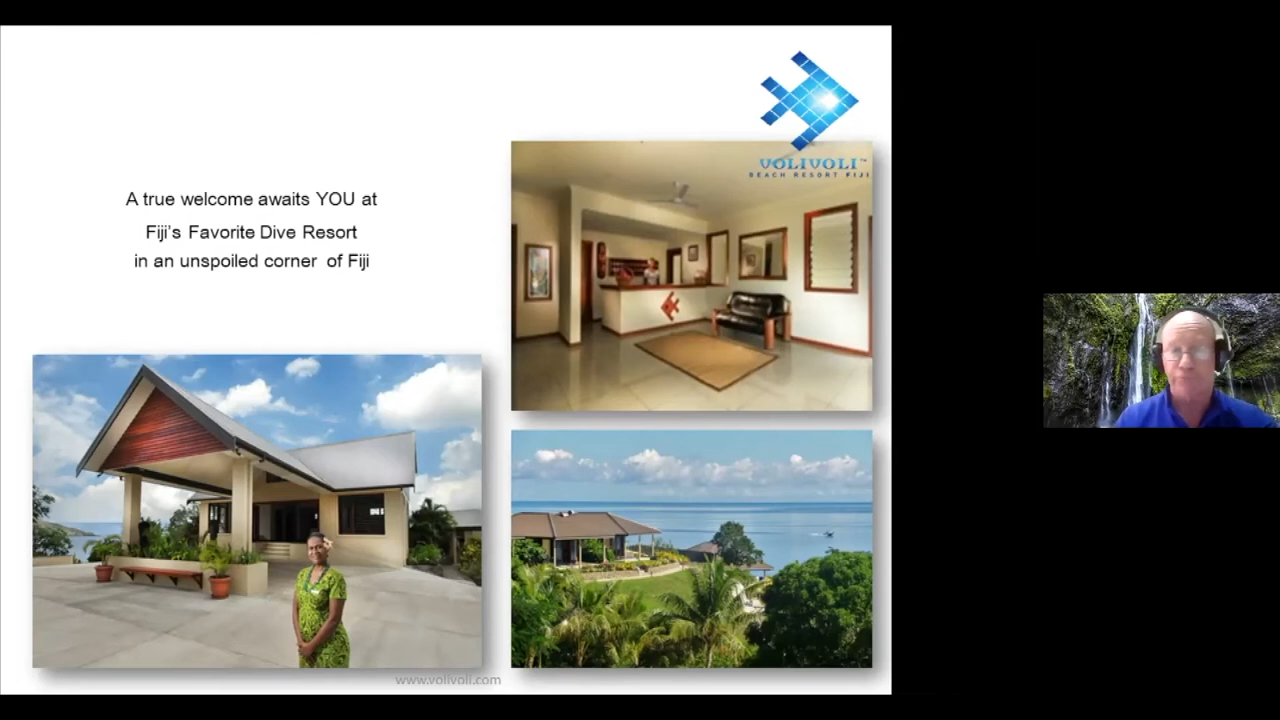 VOLIVOLI™
BEACH RESORT FIJI
A true welcome awaits YOU at
Fiji's Favorite Dive Resort
in an unspoiled corner of Fiji
www.volivoli.com